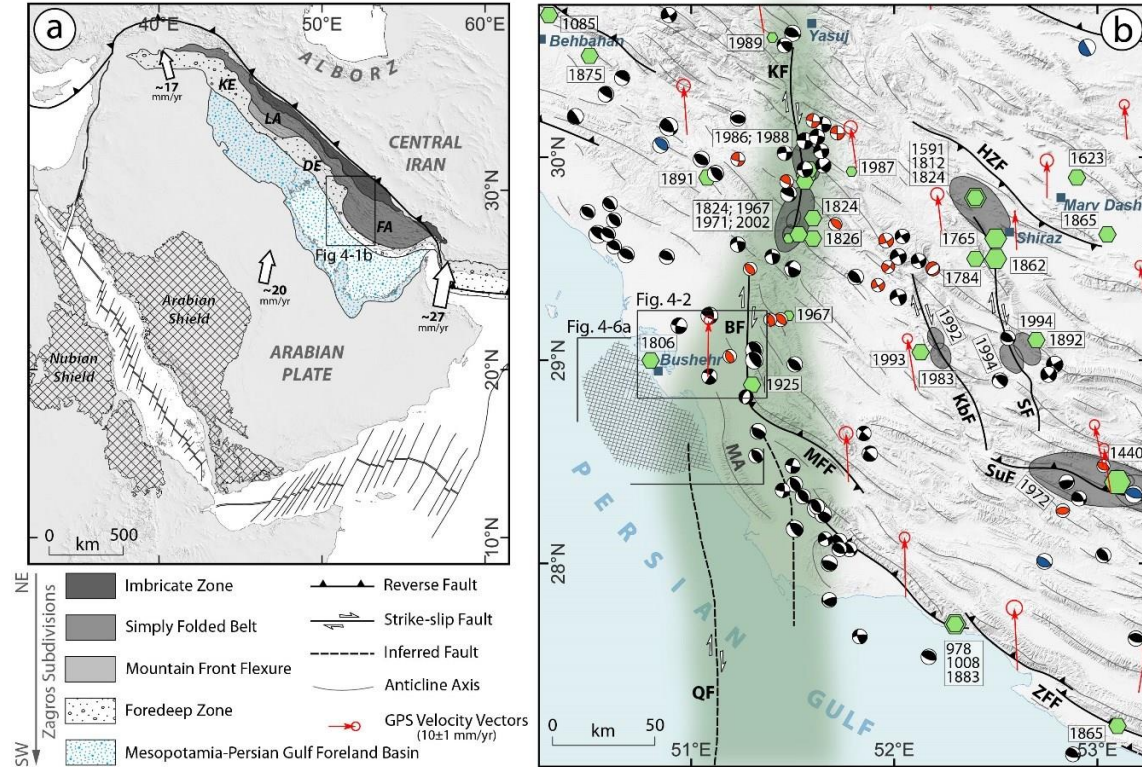 a
40°E
50°E
60°E
ALBORZ
~17
mm/yr
KE
LA
CENTRAL
IRAN
DE
30°N
FA
Fig 4-1b
~20
mm/yr
~27
mm/yr
Arabian
Shield
Nubian
Shield
ARABIAN
PLATE
20°N
0 500
km
10°N
NE
Zagros Subdivisions
SW
Imbricate Zone
Simply Folded Belt
Mountain Front Flexure
Foredeep Zone
Mesopotamia-Persian Gulf Foreland Basin
Reverse Fault
Strike-slip Fault
Inferred Fault
Anticline Axis
GPS Velocity Vectors
(10±1 mm/yr)
b
1085
Behbahan
1875
1989
Yasuj
KF
30°N
1986; 1988
1987
1891
1824; 1967
1971; 2002
1824
1826
1591
1812
1824
HZF
1623
Marv Dash
1865
1765
Shiraz
1784
1862
Fig. 4-2
Fig. 4-6a
BF
1967
1806
Bushehr
29°N
1925
1992
1994
1993
1983
1994
1892
KbF
SF
MA
MFF
1440
SuF
1972
PERSIAN
GULF
28°N
QF
978
1008
1883
ZFF
1865
0 50
km
51°E
52°E
53°E